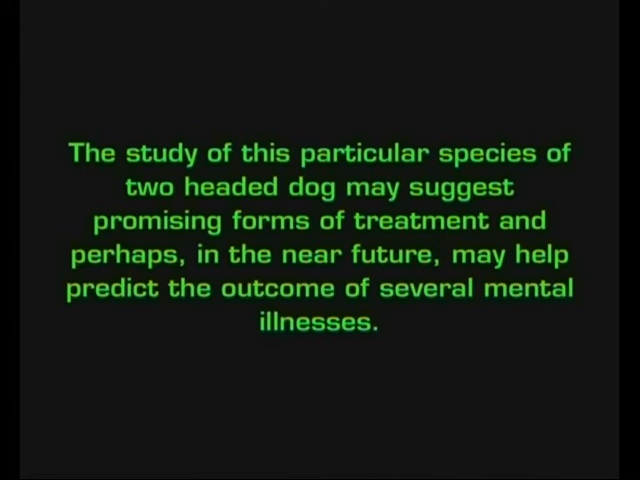 The study of this particular species of
two headed dog may suggest
promising forms of treatment and
perhaps, in the near future, may help
predict the outcome of several mental
illnesses.